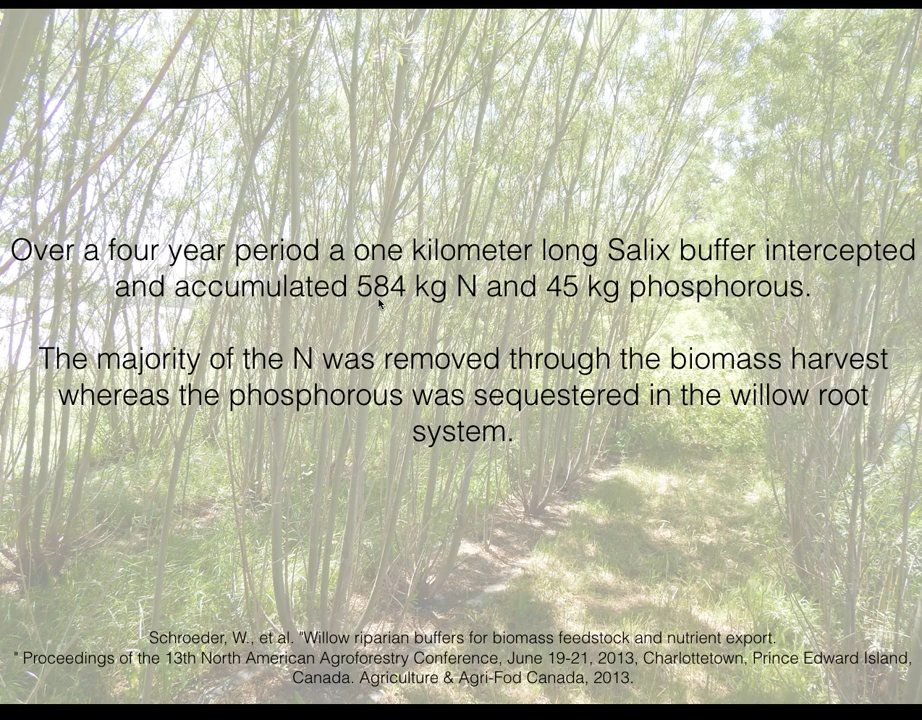 Over a four year period a one kilometer long Salix buffer intercepted
and accumulated 584 kg N and 45 kg phosphorous.
The majority of the N was removed through the biomass harvest
whereas the phosphorous was sequestered in the willow root
system.
Schroeder, W., et al. "Willow riparian buffers for biomass feedstock and nutrient export.
" Proceedings of the 13th North American Agroforestry Conference, June 19-21, 2013, Charlottetown, Prince Edward Island,
Canada. Agriculture & Agri-Fod Canada, 2013.